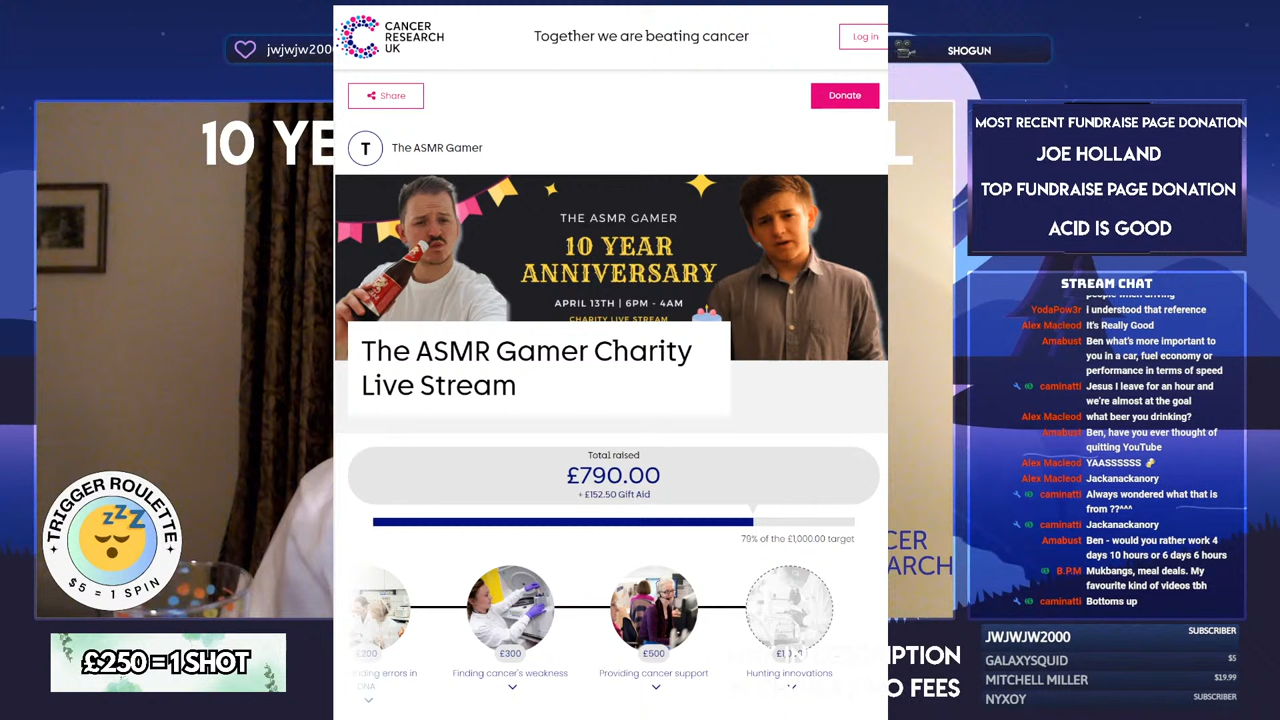 jwjwjw200
CANCER
RESEARCH
UK
Together we are beating cancer
Log in
SHOGUN
Share
Donate
10 YE
L
T
The ASMR Gamer
THE ASMR GAMER
10 YEAR
ANNIVERSARY
APRIL 13TH | 6PM - 4AM
CHARITY LIVE STREAM
The ASMR Gamer Charity
Live Stream
Total raised
£790.00
+ £152.50 Gift Aid
79% of the £1,000.00 target
£200
£300
£500
nding errors in
DNA
Finding cancer's weakness
Providing cancer support
Hunting innovations
TRIGGER ROULETTE
ZZZ
$5 = 1 SPIN
£250 = 1 SHOT
CER
ARCH
IPTION
O FEES
MOST RECENT FUNDRAISE PAGE DONATION
JOE HOLLAND
TOP FUNDRAISE PAGE DONATION
ACID IS GOOD
STREAM CHAT
people when driving
YodaPow3r I understood that reference
Alex Macleod It's Really Good
Amabust Ben what's more important to
you in a car, fuel economy or
performance in terms of speed
caminatti Jesus I leave for an hour and
we're almost at the goal
Alex Macleod what beer you drinking?
Amabust Ben, have you ever thought of
quitting YouTube
Alex Macleod YAASSSSSS
Alex Macleod Jackanackanory
caminatti Always wondered what that is
from ??^^^
caminatti Jackanackanory
Amabust Ben - would you rather work 4
days 10 hours or 6 days 6 hours
B.P.M Mukbangs, meal deals. My
favourite kind of videos tbh
caminatti Bottoms up
JWJWJW2000 SUBSCRIBER
GALAXYSQUID $5
MITCHELL MILLER $19.99
NYXOY SUBSCRIBER